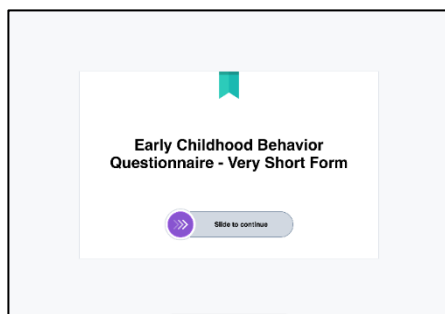 Early Childhood Behavior
Questionnaire - Very Short Form
Slide to continue